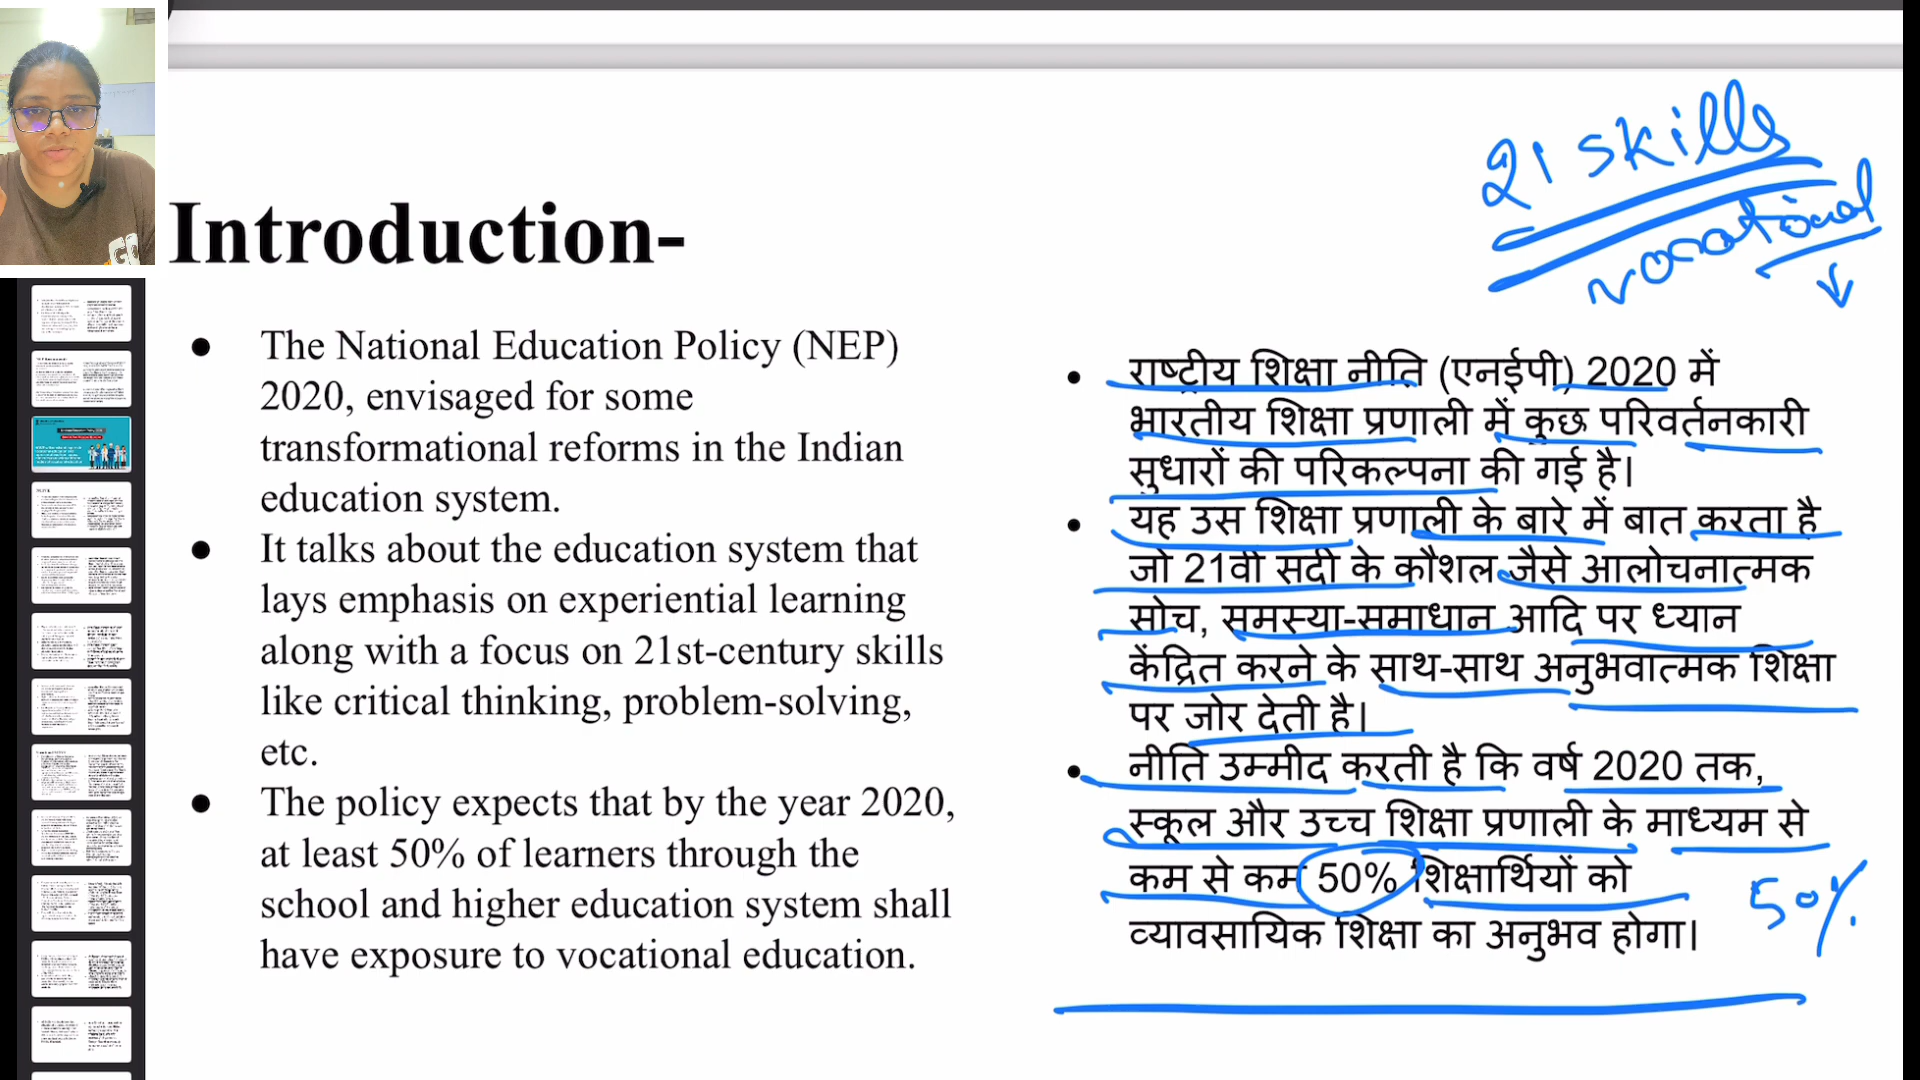 21 skills
vocational
Introduction-
● The National Education Policy (NEP)
2020, envisaged for some
transformational reforms in the Indian
education system.
● It talks about the education system that
lays emphasis on experiential learning
along with a focus on 21st-century skills
like critical thinking, problem-solving,
etc.
● The policy expects that by the year 2020,
at least 50% of learners through the
school and higher education system shall
have exposure to vocational education.
• राष्ट्रीय शिक्षा नीति (एनईपी) 2020 में
भारतीय शिक्षा प्रणाली में कुछ परिवर्तनकारी
सुधारों की परिकल्पना की गई है।
• यह उस शिक्षा प्रणाली के बारे में बात करता है
जो 21वीं सदी के कौशल जैसे आलोचनात्मक
सोच, समस्या-समाधान आदि पर ध्यान
केंद्रित करने के साथ-साथ अनुभवात्मक शिक्षा
पर जोर देती है।
• नीति उम्मीद करती है कि वर्ष 2020 तक,
स्कूल और उच्च शिक्षा प्रणाली के माध्यम से
कम से कम 50% शिक्षार्थियों को
व्यावसायिक शिक्षा का अनुभव होगा।
50%